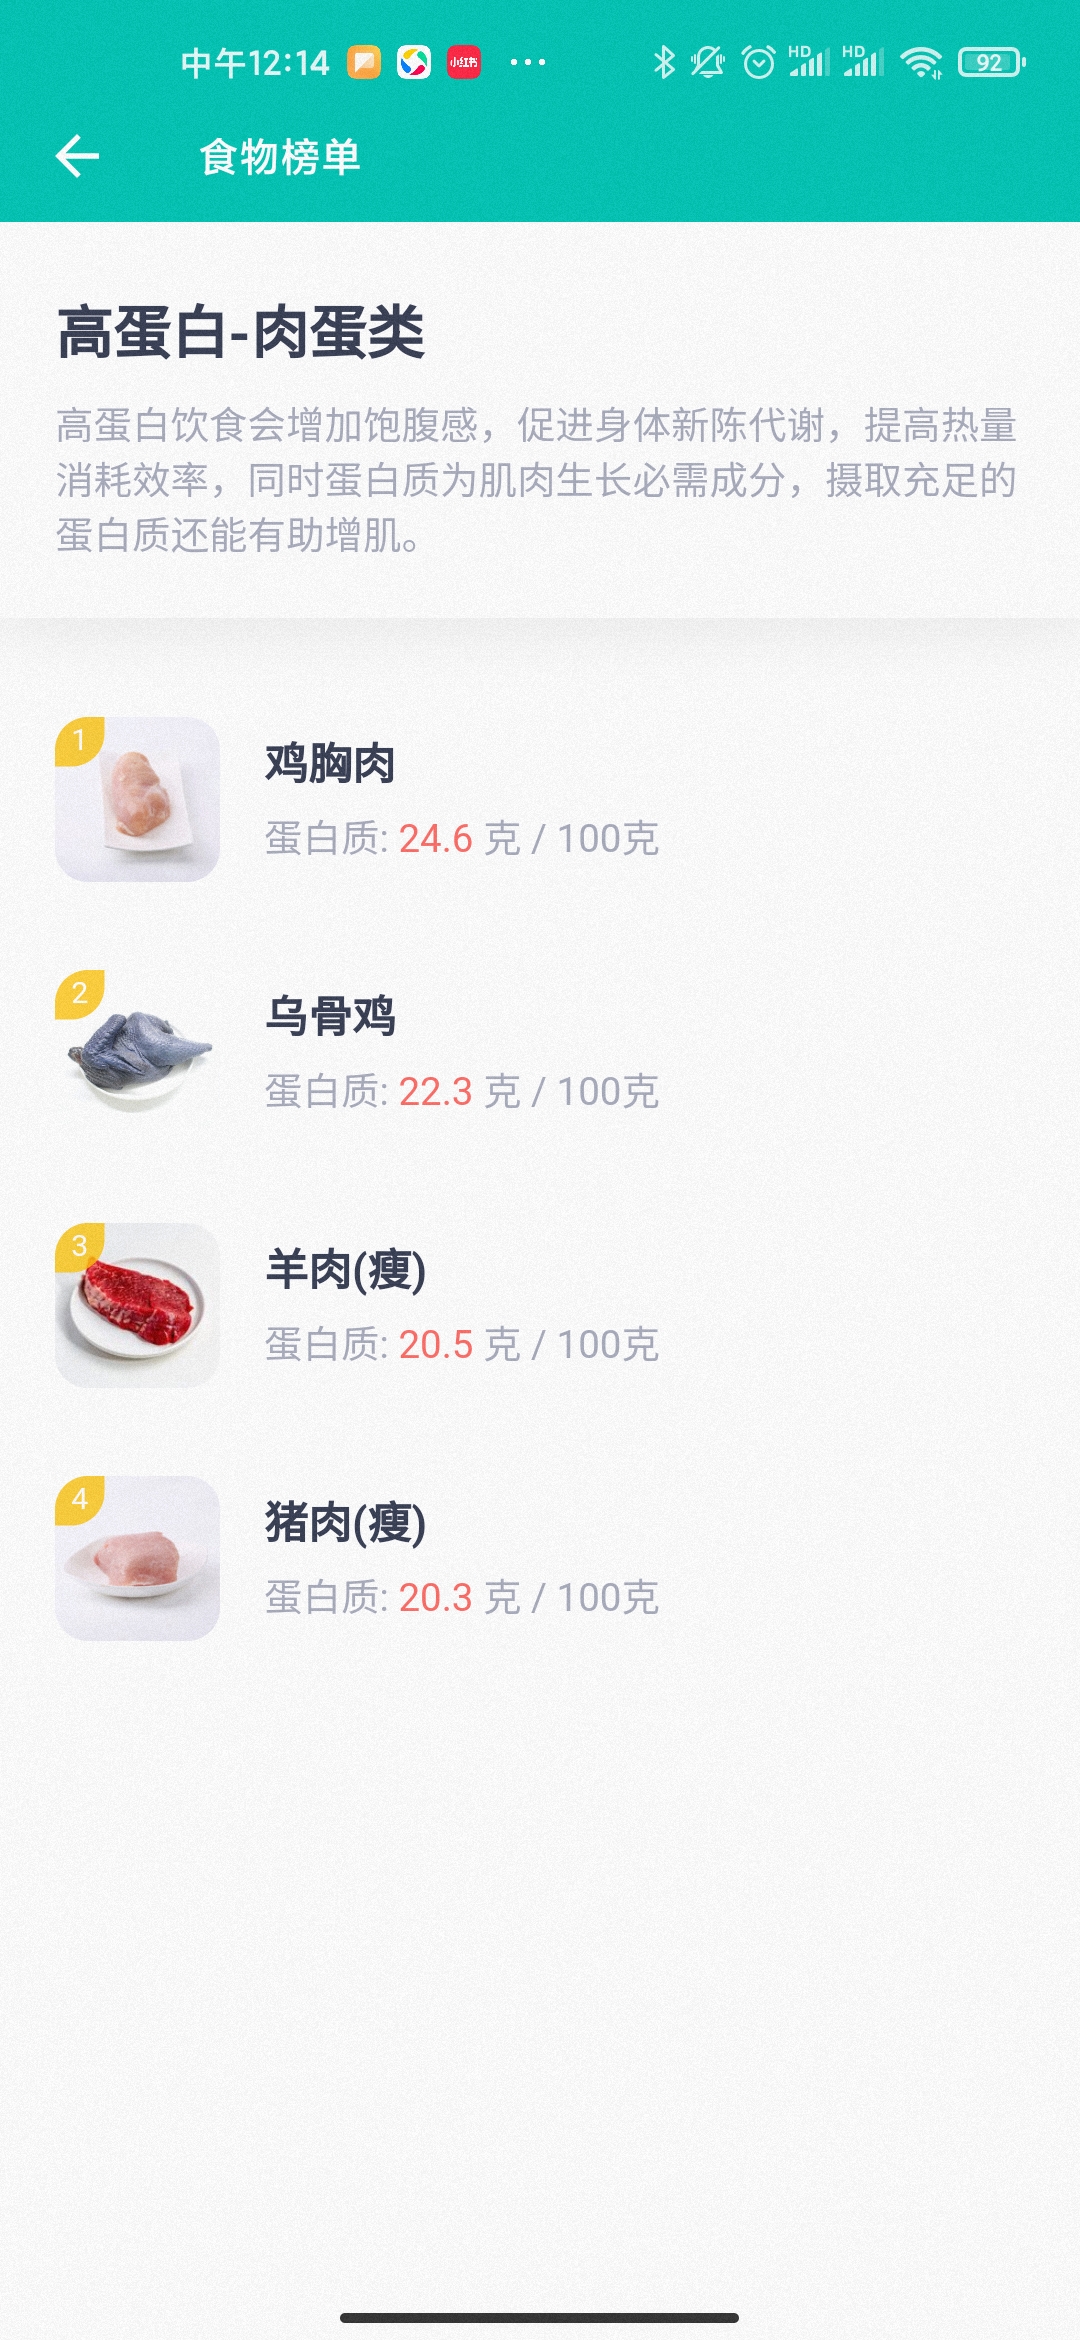 中午12:14 小红书 ... HD HD 92
食物榜单
高蛋白-肉蛋类
高蛋白饮食会增加饱腹感，促进身体新陈代谢，提高热量
消耗效率，同时蛋白质为肌肉生长必需成分，摄取充足的
蛋白质还能有助增肌。
1
鸡胸肉
蛋白质: 24.6 克 / 100克
2
乌骨鸡
蛋白质: 22.3 克 / 100克
3
羊肉(瘦)
蛋白质: 20.5 克 / 100克
4
猪肉(瘦)
蛋白质: 20.3 克 / 100克